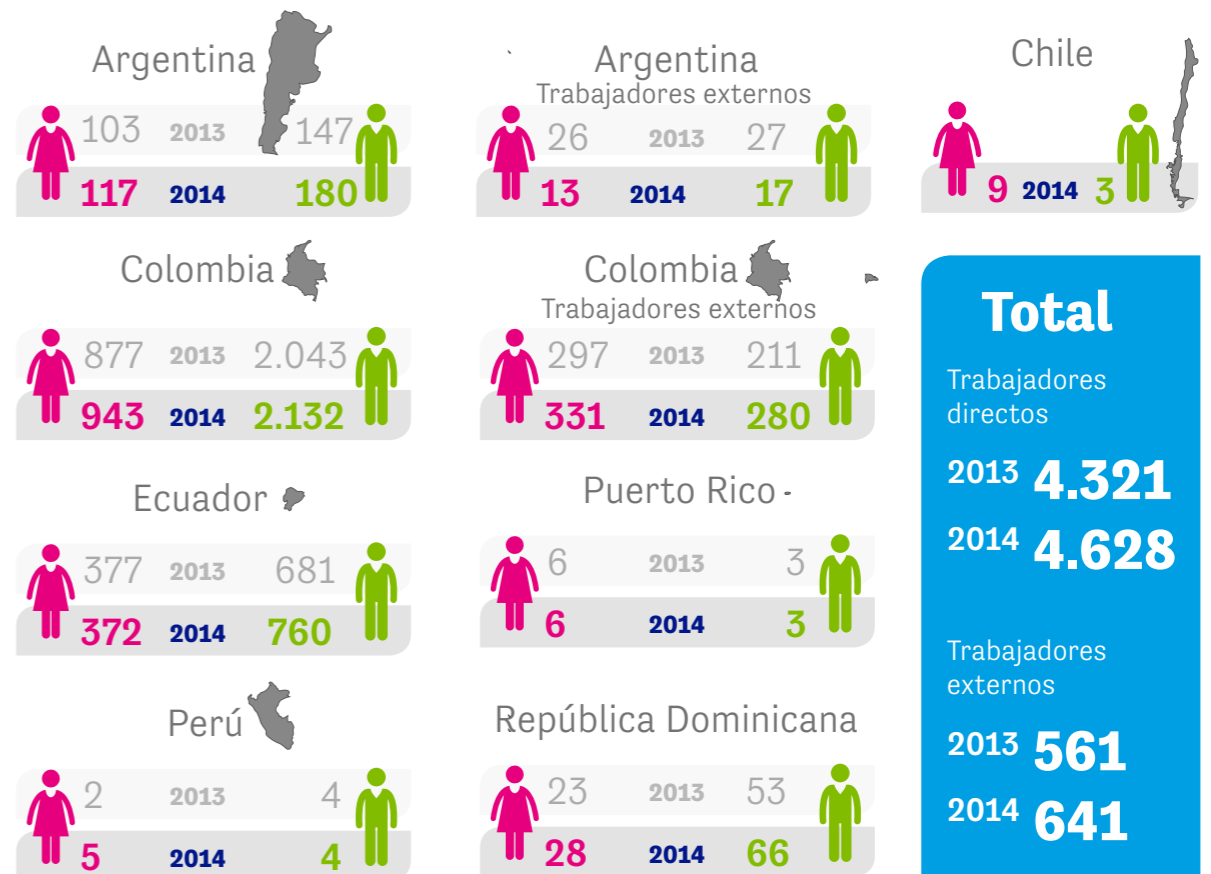 Argentina
103 2013 147
117 2014 180
Argentina
Trabajadores externos
26 2013 27
13 2014 17
Chile
9 2014 3
Colombia
877 2013 2.043
943 2014 2.132
Colombia
Trabajadores externos
297 2013 211
331 2014 280
Ecuador
377 2013 681
372 2014 760
Puerto Rico
6 2013 3
6 2014 3
Perú
2 2013 4
5 2014 4
República Dominicana
23 2013 53
28 2014 66
Total
Trabajadores
directos
2013 4.321
2014 4.628
Trabajadores
externos
2013 561
2014 641